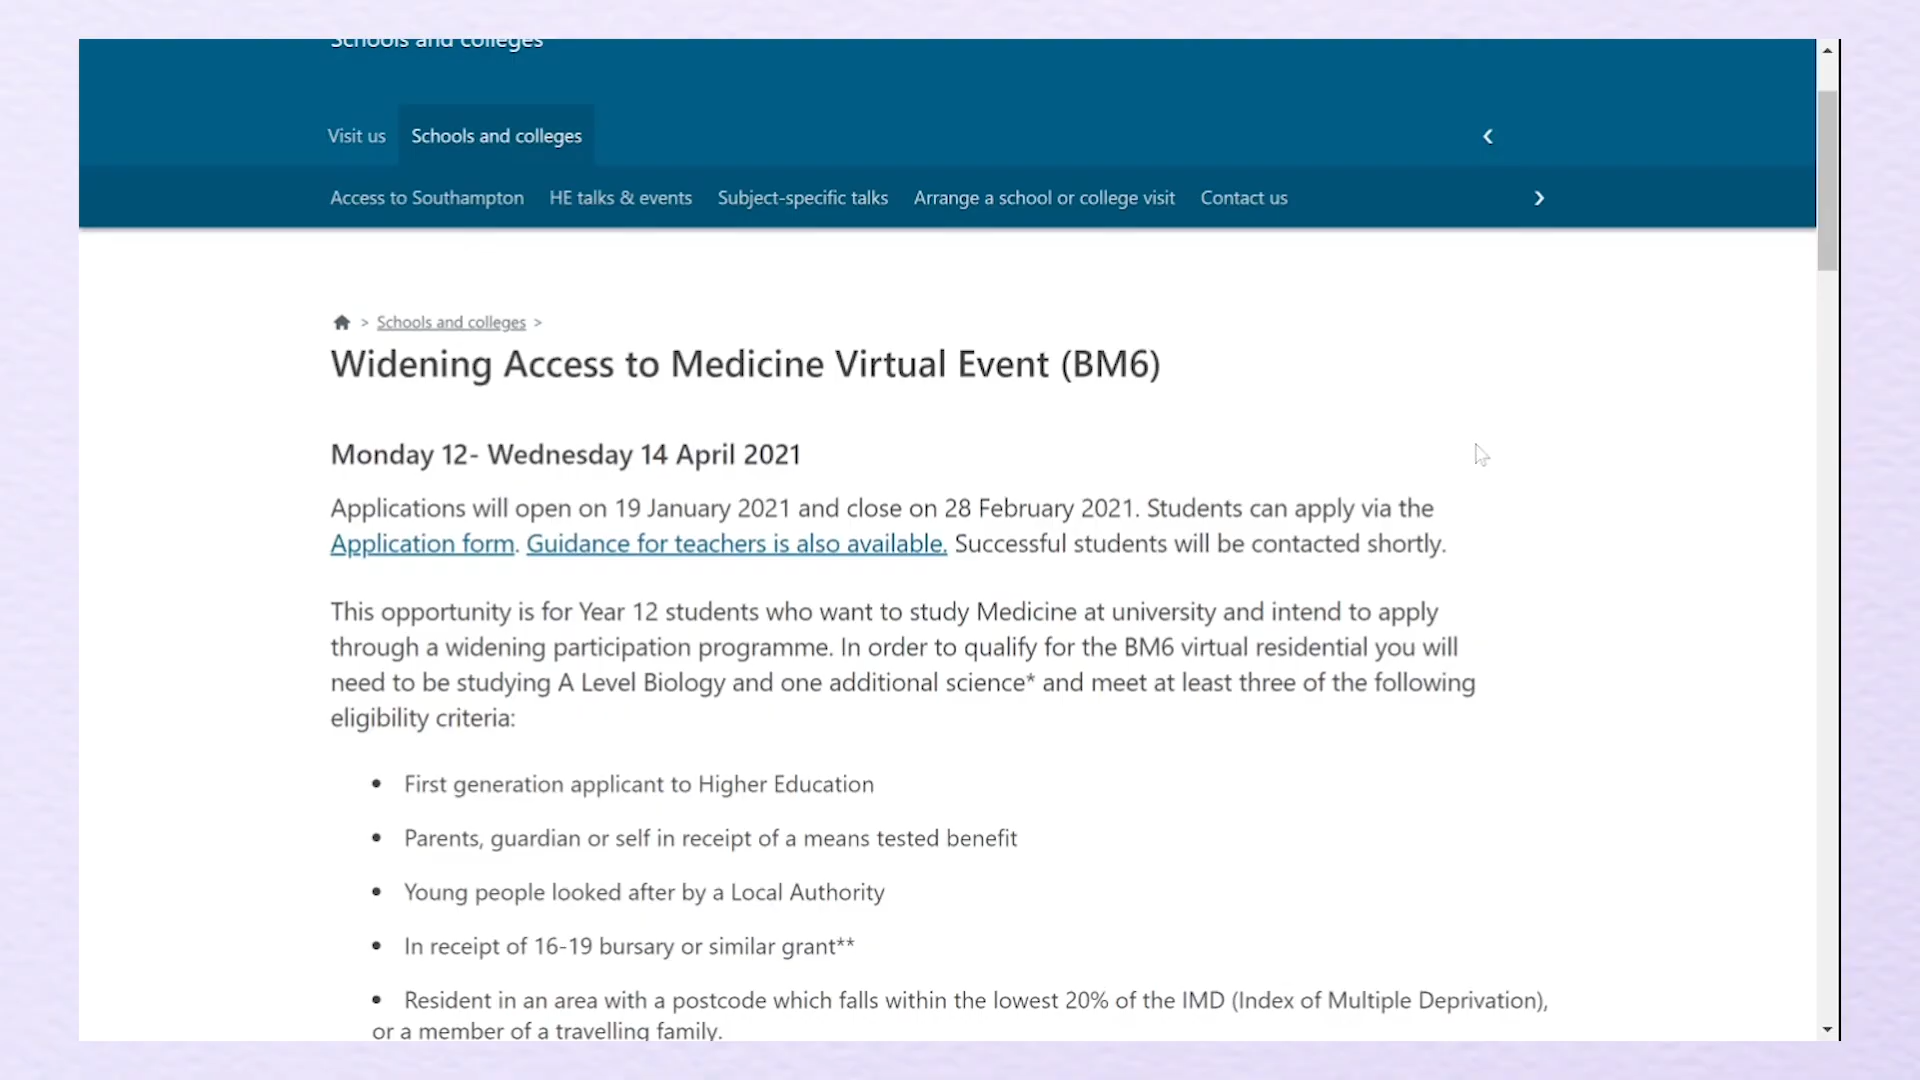 Schools and colleges
Visit us Schools and colleges
Access to Southampton HE talks & events Subject-specific talks Arrange a school or college visit Contact us
> Schools and colleges >
Widening Access to Medicine Virtual Event (BM6)
Monday 12- Wednesday 14 April 2021
Applications will open on 19 January 2021 and close on 28 February 2021. Students can apply via the
Application form. Guidance for teachers is also available. Successful students will be contacted shortly.
This opportunity is for Year 12 students who want to study Medicine at university and intend to apply
through a widening participation programme. In order to qualify for the BM6 virtual residential you will
need to be studying A Level Biology and one additional science* and meet at least three of the following
eligibility criteria:
• First generation applicant to Higher Education
• Parents, guardian or self in receipt of a means tested benefit
• Young people looked after by a Local Authority
• In receipt of 16-19 bursary or similar grant**
• Resident in an area with a postcode which falls within the lowest 20% of the IMD (Index of Multiple Deprivation),
or a member of a travelling family.